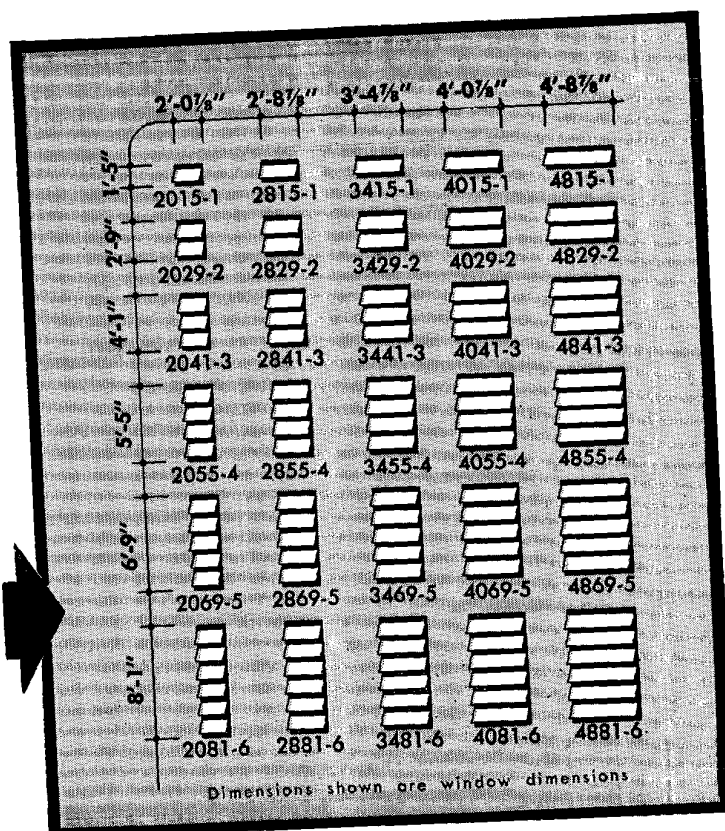 2'-0⅞" 2'-8⅞" 3'-4⅞" 4'-0⅞" 4'-8⅞"
1'-5"
2015-1 2815-1 3415-1 4015-1 4815-1
2'-9"
2029-2 2829-2 3429-2 4029-2 4829-2
4'-1"
2041-3 2841-3 3441-3 4041-3 4841-3
5'-5"
2055-4 2855-4 3455-4 4055-4 4855-4
6'-9"
2069-5 2869-5 3469-5 4069-5 4869-5
8'-1"
2081-6 2881-6 3481-6 4081-6 4881-6
Dimensions shown are window dimensions